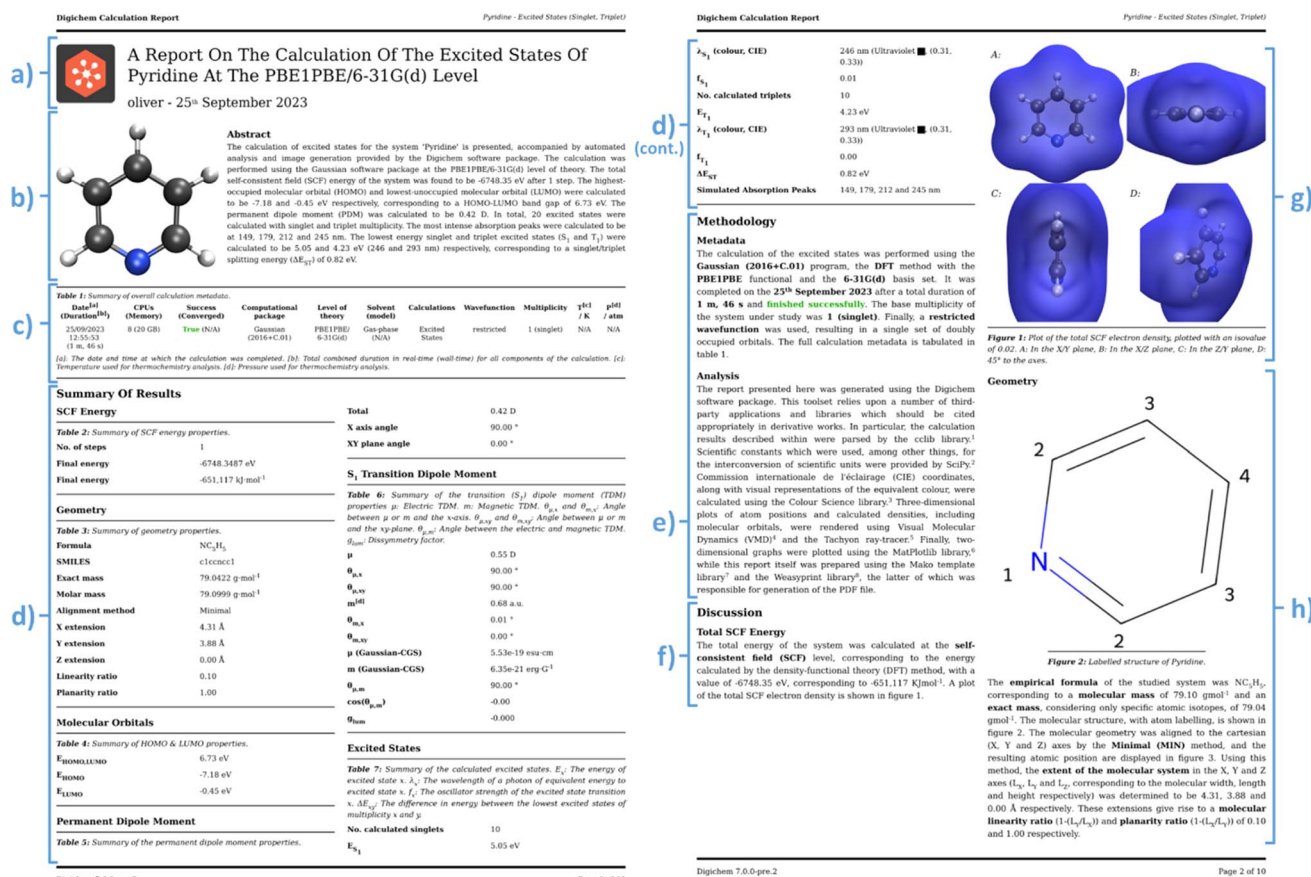 Digichem Calculation Report
Pyridine - Excited States (Singlet, Triplet)
a)
A Report On The Calculation Of The Excited States Of
Pyridine At The PBE1PBE/6-31G(d) Level
oliver - 25th September 2023
b)
Abstract
The calculation of excited states for the system 'Pyridine' is presented, accompanied by automated
analysis and image generation provided by the Digichem software package. The calculation was
performed using the Gaussian software package at the PBE1PBE/6-31G(d) level of theory. The total
self-consistent field (SCF) energy of the system was found to be -6748.35 eV after 1 step. The highest-
occupied molecular orbital (HOMO) and lowest-unoccupied molecular orbital (LUMO) were calculated
to be -7.18 and -0.45 eV respectively, corresponding to a HOMO-LUMO band gap of 6.73 eV. The
permanent dipole moment (PDM) was calculated to be 0.42 D. In total, 20 excited states were
calculated with singlet and triplet multiplicity. The most intense absorption peaks were calculated to be
at 149, 179, 212 and 245 nm. The lowest energy singlet and triplet excited states (S1 and T1) were
calculated to be 5.05 and 4.23 eV (246 and 293 nm) respectively, corresponding to a singlet/triplet
splitting energy (ΔEST) of 0.82 eV.
c)
Table 1: Summary of overall calculation metadata.
Date[a] CPUs Success Computational Level of Solvent Calculations Wavefunction Multiplicity T[c] p[d]
(Duration[b]) (Memory) (Converged) package theory (model) / K / atm
25/09/2023 8 (20 GB) True (N/A) Gaussian PBE1PBE/ Gas-phase Excited restricted 1 (singlet) N/A N/A
12:55:53 (2016+C.01) 6-31G(d) (N/A) States
(1 m, 46 s)
[a]: The date and time at which the calculation was completed. [b]: Total combined duration in real-time (wall-time) for all components of the calculation. [c]:
Temperature used for thermochemistry analysis. [d]: Pressure used for thermochemistry analysis.
d)
Summary Of Results
SCF Energy
Table 2: Summary of SCF energy properties.
No. of steps 1
Final energy -6748.3487 eV
Final energy -651,117 kJ·mol-1
Geometry
Table 3: Summary of geometry properties.
Formula NC5H5
SMILES c1ccncc1
Exact mass 79.0422 g·mol-1
Molar mass 79.0999 g·mol-1
Alignment method Minimal
X extension 4.31 Å
Y extension 3.88 Å
Z extension 0.00 Å
Linearity ratio 0.10
Planarity ratio 1.00
Molecular Orbitals
Table 4: Summary of HOMO & LUMO properties.
EHOMO,LUMO 6.73 eV
EHOMO -7.18 eV
ELUMO -0.45 eV
Permanent Dipole Moment
Table 5: Summary of the permanent dipole moment properties.
Total 0.42 D
X axis angle 90.00 °
XY plane angle 0.00 °
S1 Transition Dipole Moment
Table 6: Summary of the transition (S1) dipole moment (TDM)
properties μ: Electric TDM. m: Magnetic TDM. θμ,x and θm,x: Angle
between μ or m and the x-axis. θμ,xy and θm,xy: Angle between μ or m
and the xy-plane. θμ,m: Angle between the electric and magnetic TDM.
glum: Dissymmetry factor.
μ 0.55 D
θμ,x 90.00 °
θμ,xy 90.00 °
m[d] 0.68 a.u.
θm,x 0.01 °
θm,xy 0.00 °
μ (Gaussian-CGS) 5.53e-19 esu·cm
m (Gaussian-CGS) 6.35e-21 erg·G-1
θμ,m 90.00 °
cos(θμ,m) -0.00
glum -0.000
Excited States
Table 7: Summary of the calculated excited states. Ex: The energy of
excited state x. λx: The wavelength of a photon of equivalent energy to
excited state x. fx: The oscillator strength of the excited state transition
x. ΔExy: The difference in energy between the lowest excited states of
multiplicity x and y.
No. calculated singlets 10
ES1 5.05 eV
Digichem Calculation Report
Pyridine - Excited States (Singlet, Triplet)
d)
(cont.)
λS1 (colour, CIE) 246 nm (Ultraviolet ■, (0.31,
0.33))
fS1 0.01
No. calculated triplets 10
ET1 4.23 eV
λT1 (colour, CIE) 293 nm (Ultraviolet ■, (0.31,
0.33))
fT1 0.00
ΔEST 0.82 eV
Simulated Absorption Peaks 149, 179, 212 and 245 nm
e)
Methodology
Metadata
The calculation of the excited states was performed using the
Gaussian (2016+C.01) program, the DFT method with the
PBE1PBE functional and the 6-31G(d) basis set. It was
completed on the 25th September 2023 after a total duration of
1 m, 46 s and finished successfully. The base multiplicity of
the system under study was 1 (singlet). Finally, a restricted
wavefunction was used, resulting in a single set of doubly
occupied orbitals. The full calculation metadata is tabulated in
table 1.
Analysis
The report presented here was generated using the Digichem
software package. This toolset relies upon a number of third-
party applications and libraries which should be cited
appropriately in derivative works. In particular, the calculation
results described within were parsed by the cclib library.1
Scientific constants which were used, among other things, for
the interconversion of scientific units were provided by SciPy.2
Commission internationale de l'éclairage (CIE) coordinates,
along with visual representations of the equivalent colour, were
calculated using the Colour Science library.3 Three-dimensional
plots of atom positions and calculated densities, including
molecular orbitals, were rendered using Visual Molecular
Dynamics (VMD)4 and the Tachyon ray-tracer.5 Finally, two-
dimensional graphs were plotted using the MatPlotlib library,6
while this report itself was prepared using the Mako template
library7 and the Weasyprint library8, the latter of which was
responsible for generation of the PDF file.
f)
Discussion
Total SCF Energy
The total energy of the system was calculated at the self-
consistent field (SCF) level, corresponding to the energy
calculated by the density-functional theory (DFT) method, with a
value of -6748.35 eV, corresponding to -651,117 KJmol-1. A plot
of the total SCF electron density is shown in figure 1.
g)
A:
B:
C:
D:
Figure 1: Plot of the total SCF electron density, plotted with an isovalue
of 0.02. A: In the X/Y plane, B: In the X/Z plane, C: In the Z/Y plane, D:
45° to the axes.
h)
Geometry
3
2
4
N
1
3
2
Figure 2: Labelled structure of Pyridine.
The empirical formula of the studied system was NC5H5,
corresponding to a molecular mass of 79.10 gmol-1 and an
exact mass, considering only specific atomic isotopes, of 79.04
gmol-1. The molecular structure, with atom labelling, is shown in
figure 2. The molecular geometry was aligned to the cartesian
(X, Y and Z) axes by the Minimal (MIN) method, and the
resulting atomic position are displayed in figure 3. Using this
method, the extent of the molecular system in the X, Y and Z
axes (LX, LY and LZ, corresponding to the molecular width, length
and height respectively) was determined to be 4.31, 3.88 and
0.00 Å respectively. These extensions give rise to a molecular
linearity ratio (1-(LY/LX)) and planarity ratio (1-(LZ/LY)) of 0.10
and 1.00 respectively.
Digichem 7.0.0-pre.2
Page 2 of 10